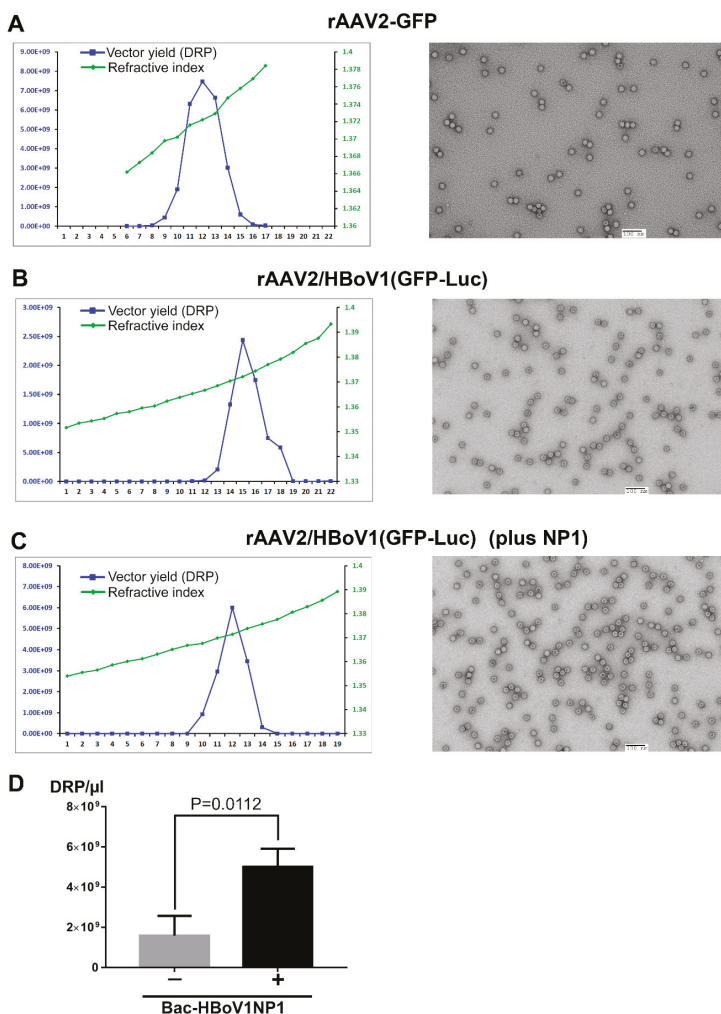 A
rAAV2-GFP
Vector yield (DRP)
Refractive index
9.00E+09
8.00E+09
7.00E+09
6.00E+09
5.00E+09
4.00E+09
3.00E+09
2.00E+09
1.00E+09
0.00E+00
1.4
1.378
1.376
1.374
1.372
1.37
1.366
1.363
1.361
1.36
1 2 3 4 5 6 7 8 9 10 11 12 13 14 15 16 17 18 19 20 21 22
100 nm
B
rAAV2/HBoV1(GFP-Luc)
Vector yield (DRP)
Refractive index
3.00E+09
2.50E+09
2.00E+09
1.50E+09
1.00E+09
5.00E+08
0.00E+00
1.4
1.39
1.38
1.37
1.36
1.35
1.34
1.33
1 2 3 4 5 6 7 8 9 10 11 12 13 14 15 16 17 18 19 20 21 22
100 nm
C
rAAV2/HBoV1(GFP-Luc) (plus NP1)
Vector yield (DRP)
Refractive index
8.00E+09
7.00E+09
6.00E+09
5.00E+09
4.00E+09
3.00E+09
2.00E+09
1.00E+09
0.00E+00
1.4
1.39
1.38
1.37
1.36
1.35
1.34
1.33
1 2 3 4 5 6 7 8 9 10 11 12 13 14 15 16 17 18 19
100 nm
D
DRP/µl
P=0.0112
8×10⁹
6×10⁹
4×10⁹
2×10⁹
0
− +
Bac-HBoV1NP1